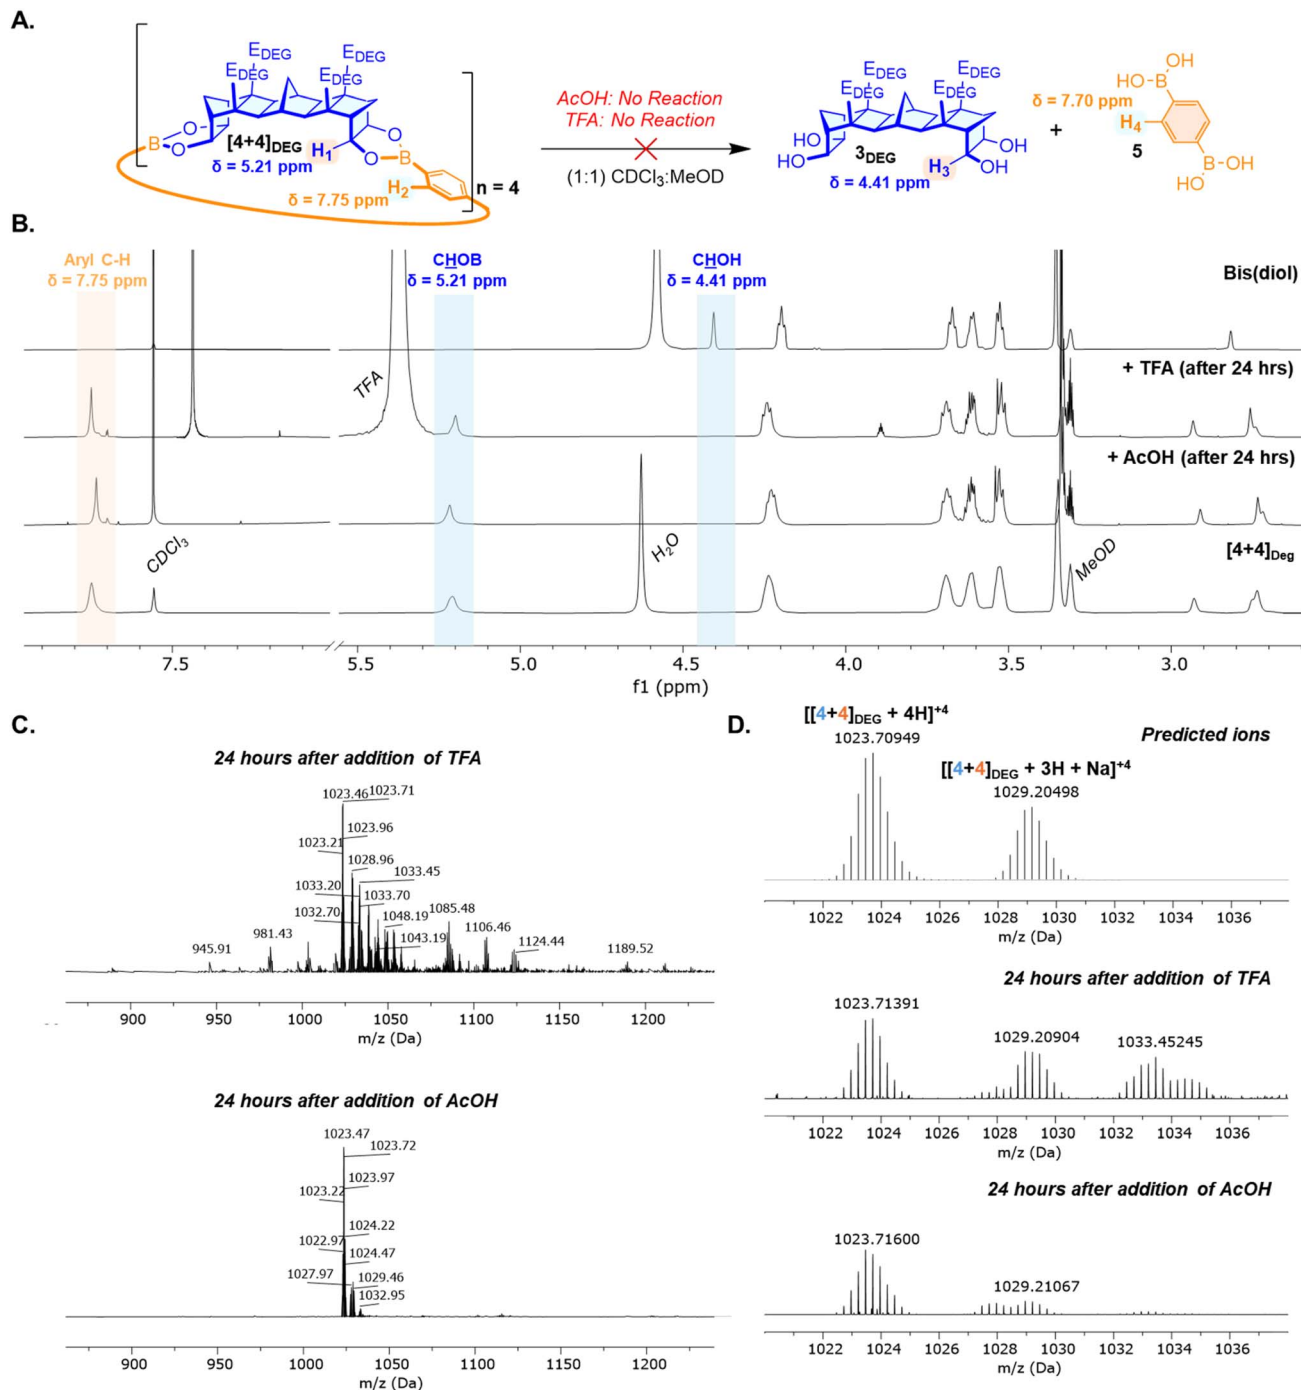 A.
E_DEG E_DEG
E_DEG E_DEG
[4+4]_DEG
H₁
δ = 5.21 ppm
B O O
O O B
H₂
δ = 7.75 ppm
n = 4
AcOH: No Reaction
TFA: No Reaction
(1:1) CDCl₃:MeOD
E_DEG E_DEG
E_DEG E_DEG
HO HO
3_DEG
H₃
OH OH
δ = 4.41 ppm
+
OH
HO B
δ = 7.70 ppm
H₄
5
B OH
HO
B.
Aryl C-H
δ = 7.75 ppm
CHOB
δ = 5.21 ppm
CHOH
δ = 4.41 ppm
Bis(diol)
TFA
+ TFA (after 24 hrs)
+ AcOH (after 24 hrs)
CDCl₃
H₂O
MeOD
[4+4]_Deg
7.5 5.5 5.0 4.5 4.0 3.5 3.0
f1 (ppm)
C.
24 hours after addition of TFA
1023.46 1023.71
1023.96
1023.21
1028.96
1033.45
1033.20
1033.70
1032.70
1048.19
1085.48
1106.46
1043.19
1124.44
981.43
945.91
1189.52
900 950 1000 1050 1100 1150 1200
m/z (Da)
24 hours after addition of AcOH
1023.47
1023.72
1023.97
1023.22
1024.22
1022.97
1024.47
1027.97
1029.46
1032.95
900 950 1000 1050 1100 1150 1200
m/z (Da)
D.
[[4+4]_DEG + 4H]⁺⁴
1023.70949
Predicted ions
[[4+4]_DEG + 3H + Na]⁺⁴
1029.20498
1022 1024 1026 1028 1030 1032 1034 1036
m/z (Da)
24 hours after addition of TFA
1023.71391
1029.20904
1033.45245
1022 1024 1026 1028 1030 1032 1034 1036
m/z (Da)
24 hours after addition of AcOH
1023.71600
1029.21067
1022 1024 1026 1028 1030 1032 1034 1036
m/z (Da)